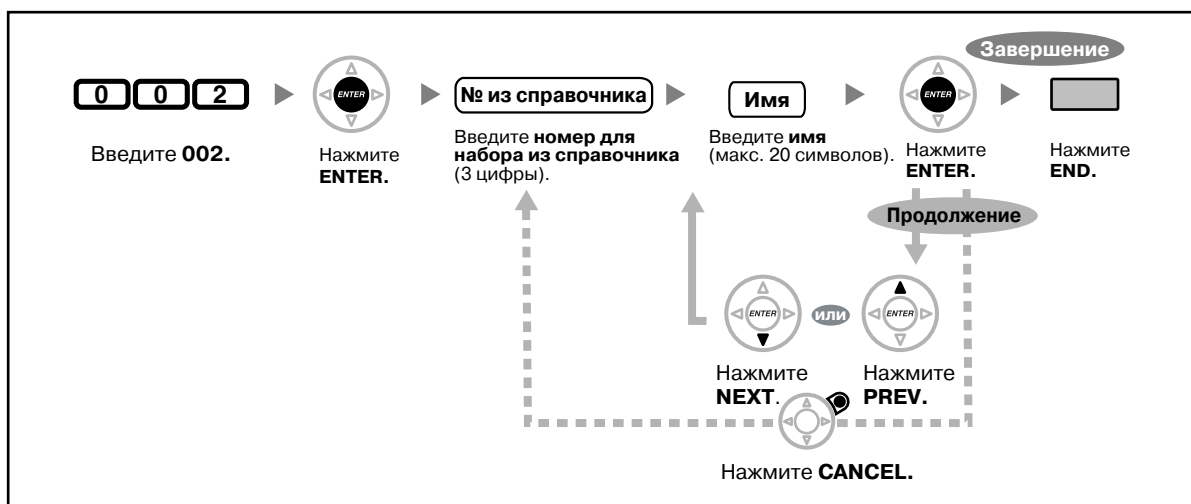 Завершение
0 0 2
ENTER
№ из справочника
Имя
ENTER
Введите 002.
Нажмите
ENTER.
Введите номер для
набора из справочника
(3 цифры).
Введите имя
(макс. 20 символов).
Нажмите
ENTER.
Нажмите
END.
Продолжение
ENTER
или
ENTER
Нажмите
NEXT.
Нажмите
PREV.
Нажмите CANCEL.